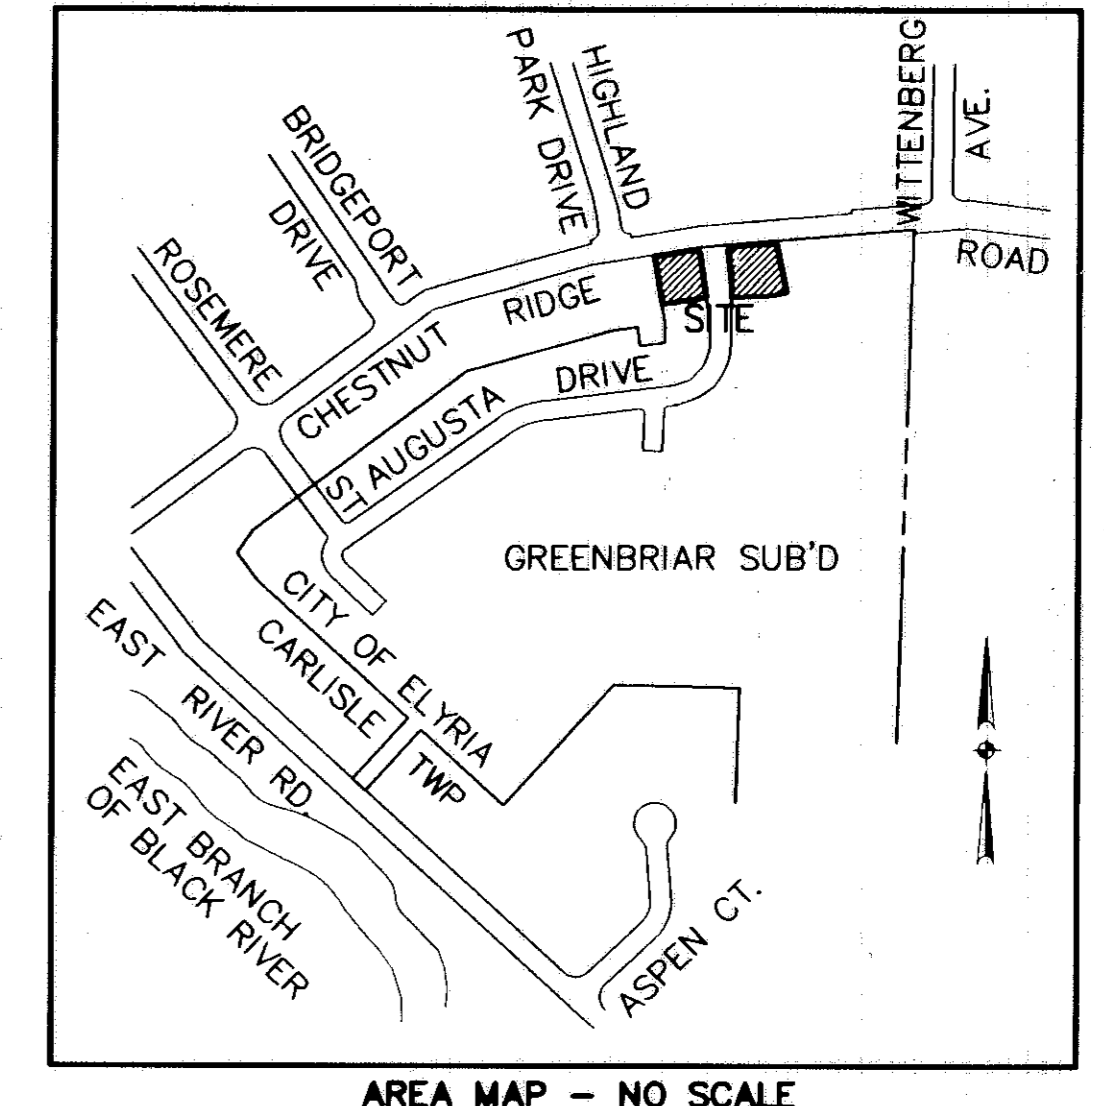 PARK DRIVE
HIGHLAND
WITTENBERG
AVE.
BRIDGEPORT
DRIVE
ROSEMERE
CHESTNUT RIDGE ROAD
SITE
ST AUGUSTA DRIVE
GREENBRIAR SUB'D
CITY OF ELYRIA
CARLISLE TWP
EAST RIVER RD.
EAST BRANCH
OF BLACK RIVER
ASPEN CT.
AREA MAP - NO SCALE